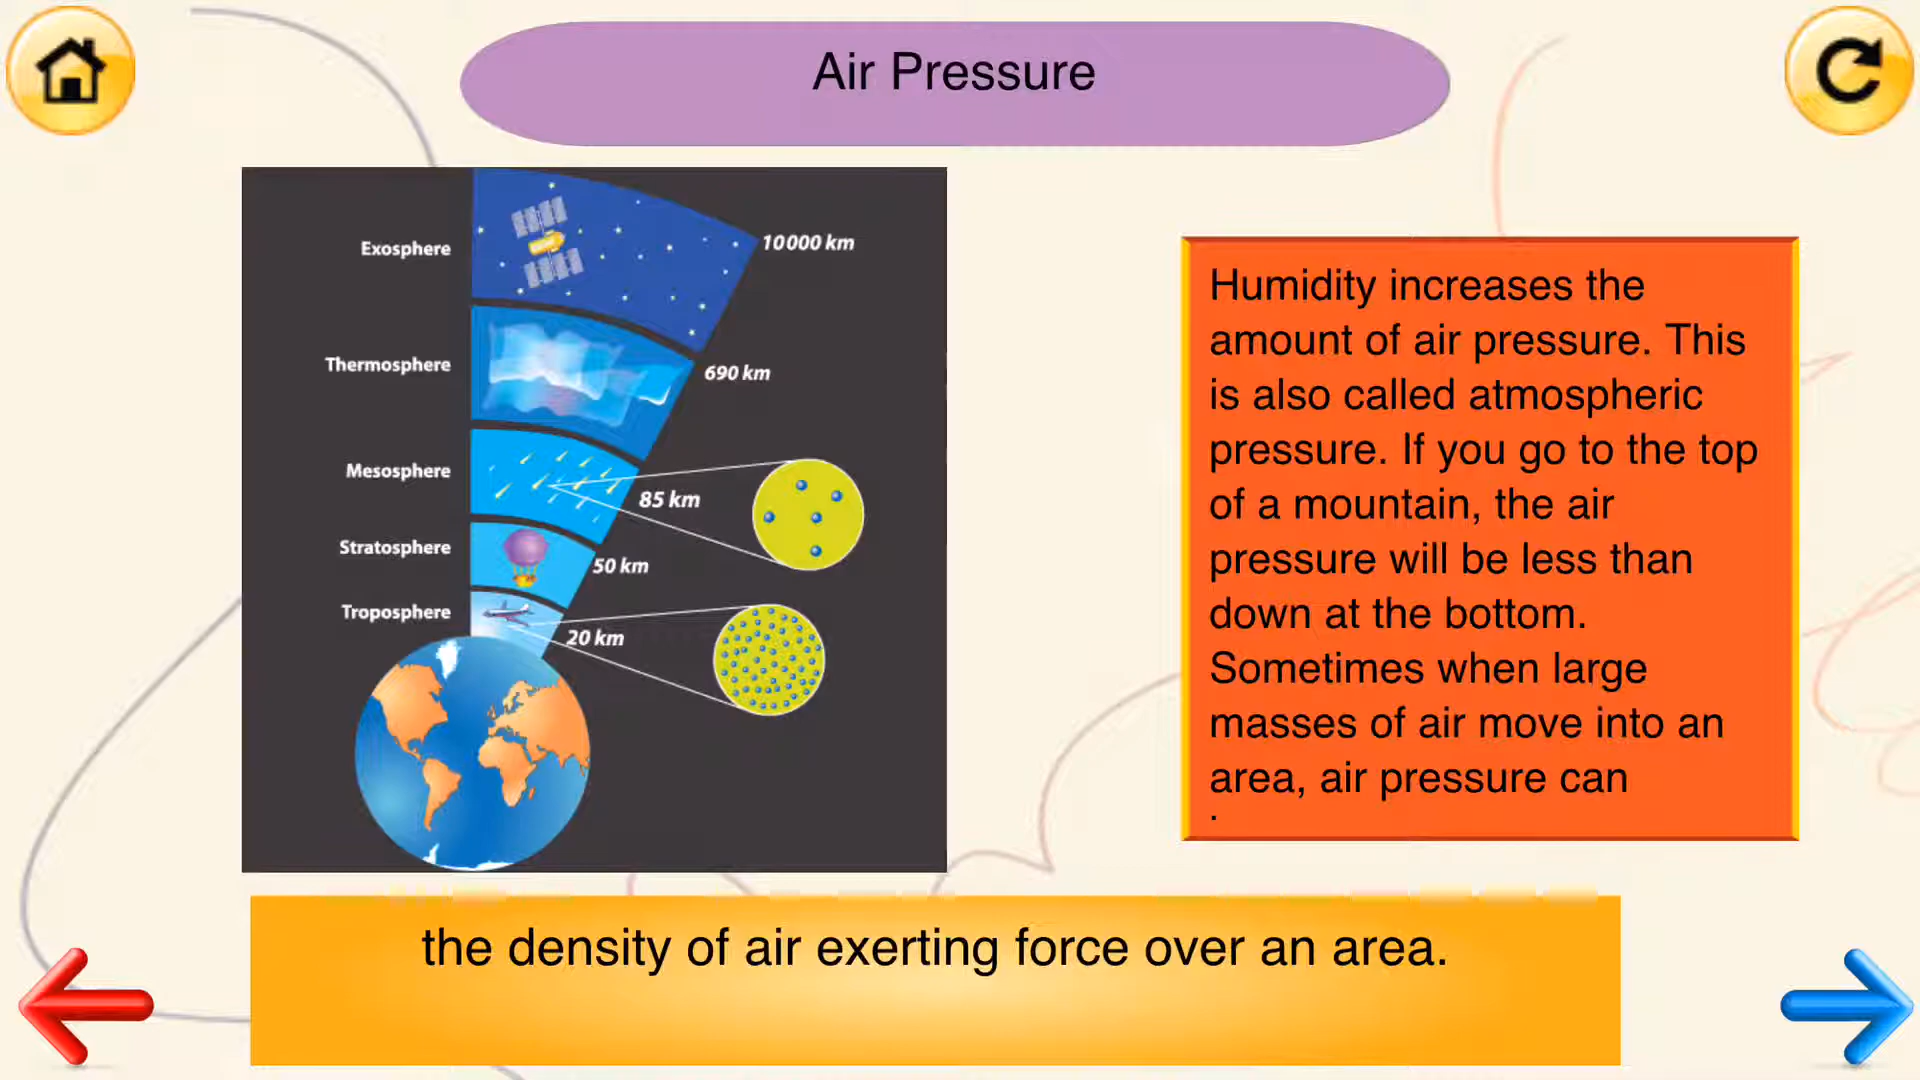 Air Pressure
Exosphere
10000 km
Thermosphere
690 km
Mesosphere
85 km
Stratosphere
50 km
Troposphere
20 km
Humidity increases the
amount of air pressure. This
is also called atmospheric
pressure. If you go to the top
of a mountain, the air
pressure will be less than
down at the bottom.
Sometimes when large
masses of air move into an
area, air pressure can
.
the density of air exerting force over an area.